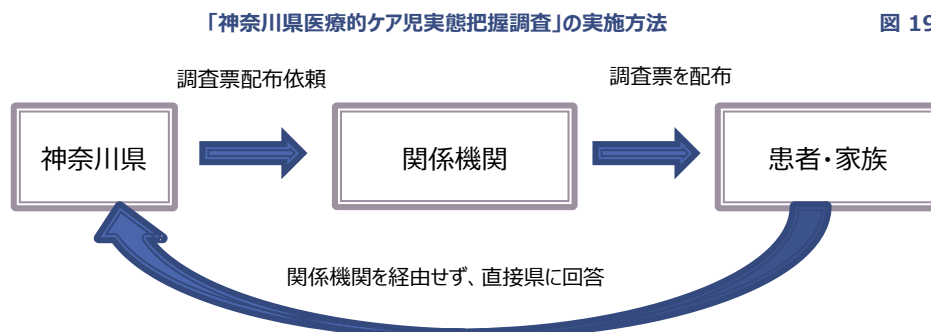 「神奈川県医療的ケア児実態把握調査」の実施方法 図 19
調査票配布依頼 調査票を配布
神奈川県 関係機関 患者・家族
関係機関を経由せず、直接県に回答